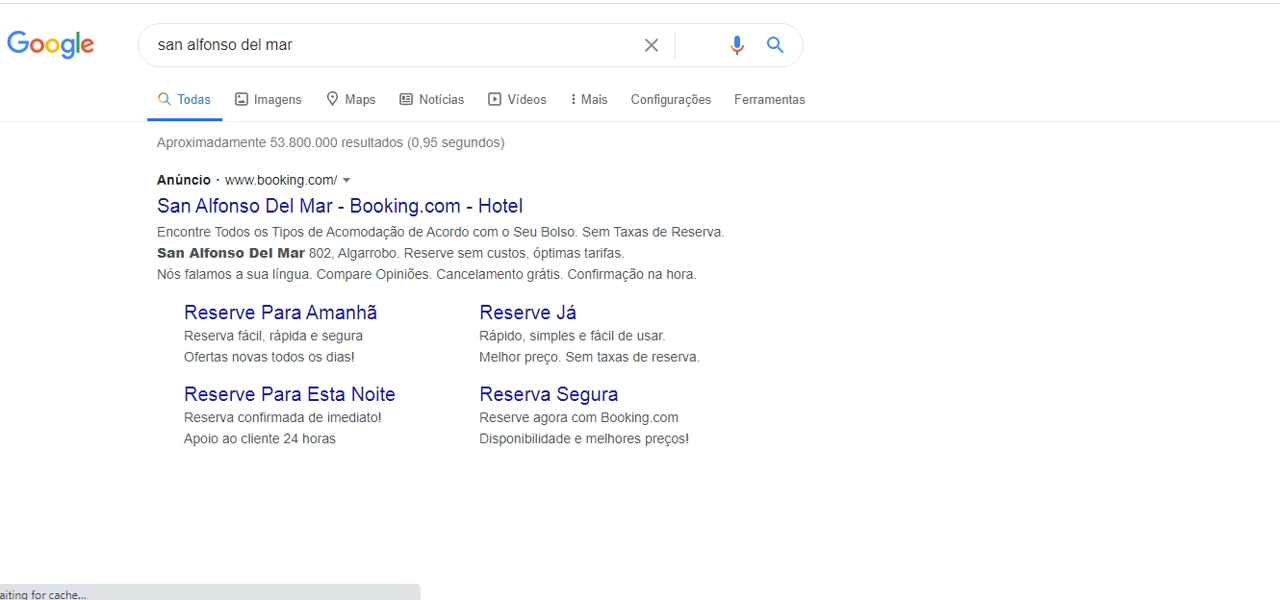 Google
san alfonso del mar
Todas Imagens Maps Notícias Vídeos Mais Configurações Ferramentas
Aproximadamente 53.800.000 resultados (0,95 segundos)
Anúncio · www.booking.com/
San Alfonso Del Mar - Booking.com - Hotel
Encontre Todos os Tipos de Acomodação de Acordo com o Seu Bolso. Sem Taxas de Reserva.
San Alfonso Del Mar 802, Algarrobo. Reserve sem custos, óptimas tarifas.
Nós falamos a sua língua. Compare Opiniões. Cancelamento grátis. Confirmação na hora.
Reserve Para Amanhã
Reserva fácil, rápida e segura
Ofertas novas todos os dias!
Reserve Já
Rápido, simples e fácil de usar.
Melhor preço. Sem taxas de reserva.
Reserve Para Esta Noite
Reserva confirmada de imediato!
Apoio ao cliente 24 horas
Reserva Segura
Reserve agora com Booking.com
Disponibilidade e melhores preços!
aiting for cache...